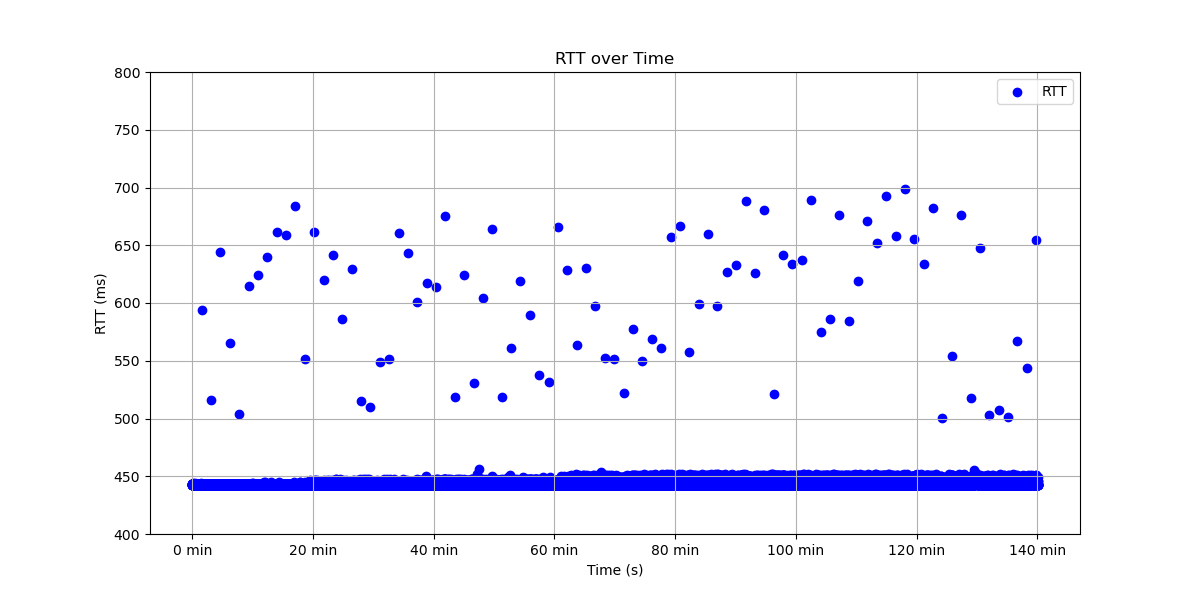 RTT over Time
800
750
700
650
600
550
500
450
400
RTT (ms)
RTT
0 min
20 min
40 min
60 min
80 min
100 min
120 min
140 min
Time (s)